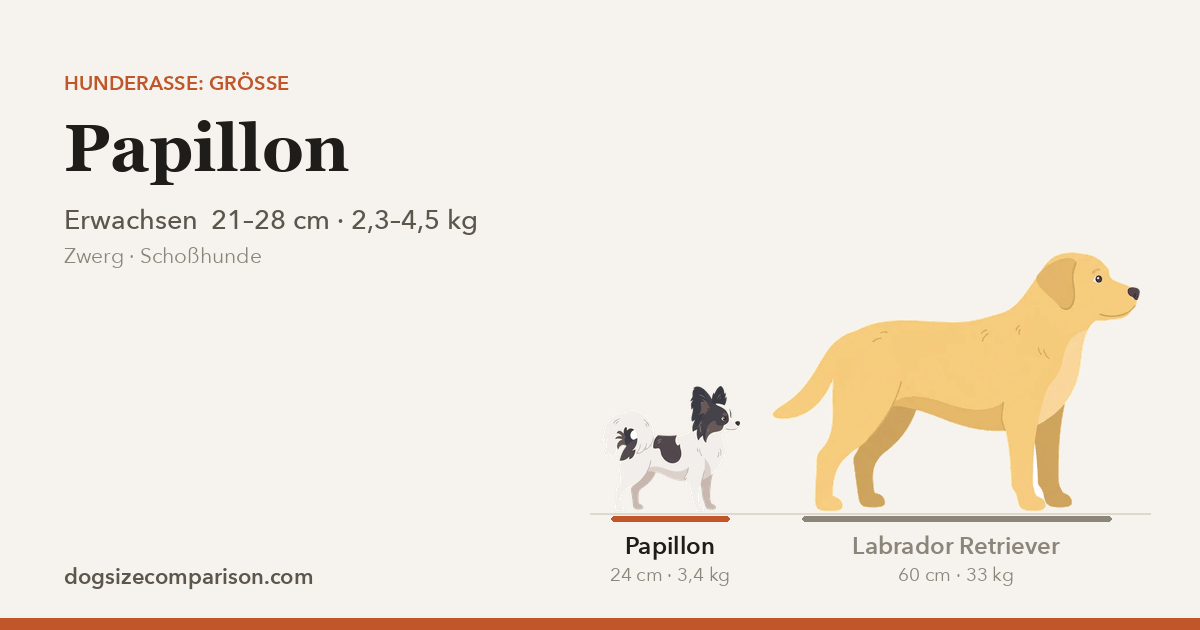 HUNDERASSE: GRÖSSE
Papillon
Erwachsen 21–28 cm · 2,3–4,5 kg
Zwerg · Schoßhunde
Papillon
24 cm · 3,4 kg
Labrador Retriever
60 cm · 33 kg
dogsizecomparison.com